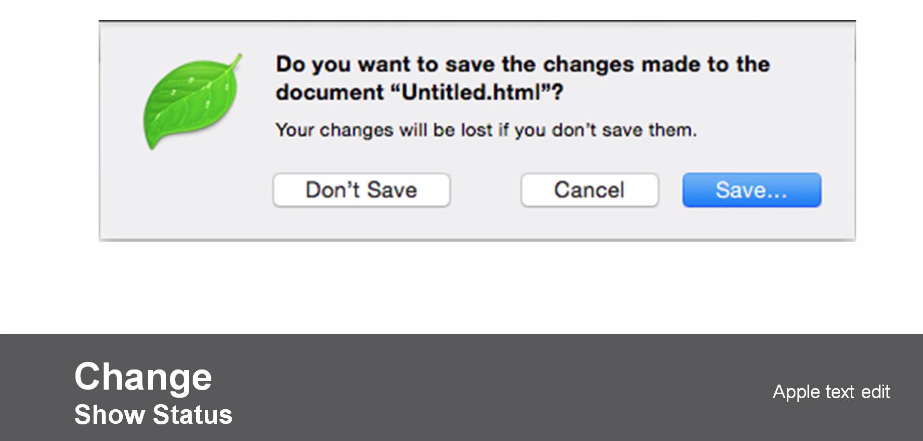 Do you want to save the changes made to the
document “Untitled.html”?
Your changes will be lost if you don’t save them.
Don’t Save
Cancel
Save...
Change
Show Status
Apple text edit